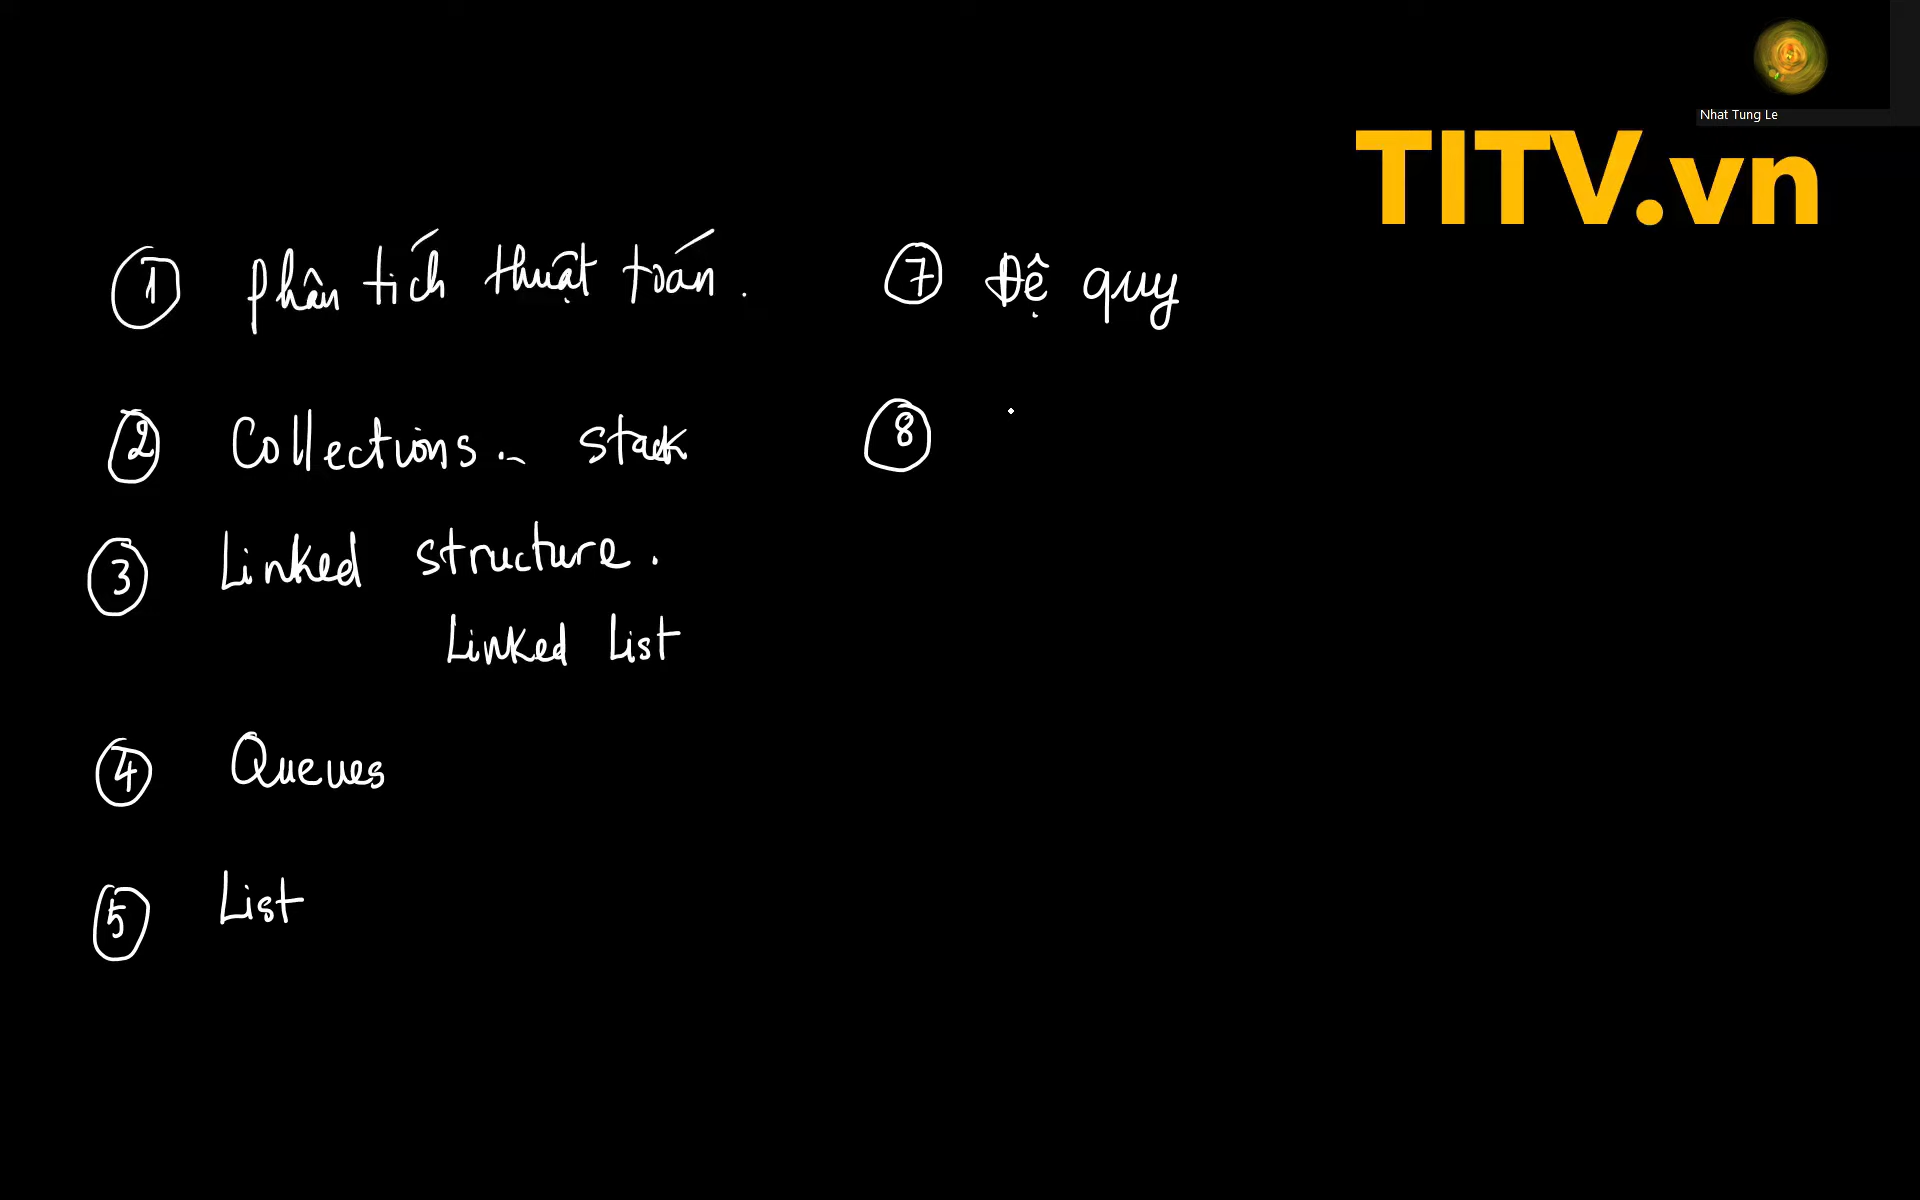 Nhat Tung Le
TITV.vn
① Phân tích thuật toán.
② Collections - stack
③ Linked structure.
Linked List
④ Queues
⑤ List
⑦ Đệ quy
⑧